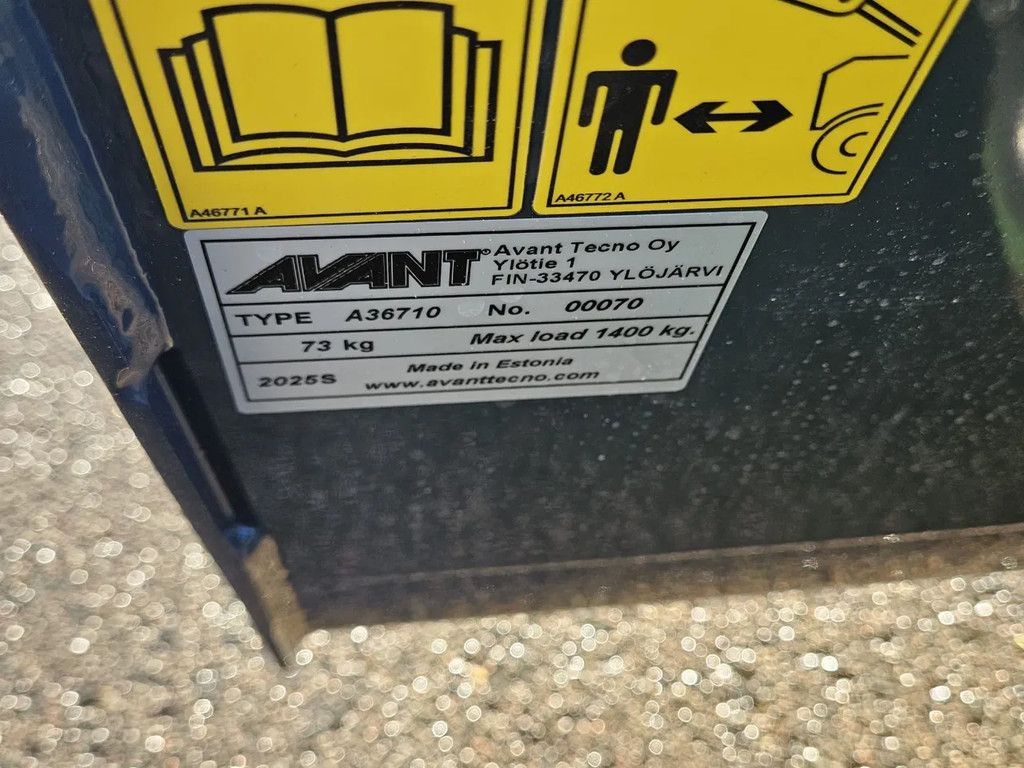 A46771 A
A46772 A
AVANT®
Avant Tecno Oy
Ylötie 1
FIN-33470 YLÖJÄRVI
TYPE A36710 No. 00070
73 kg Max load 1400 kg.
2025S
Made in Estonia
www.avanttecno.com